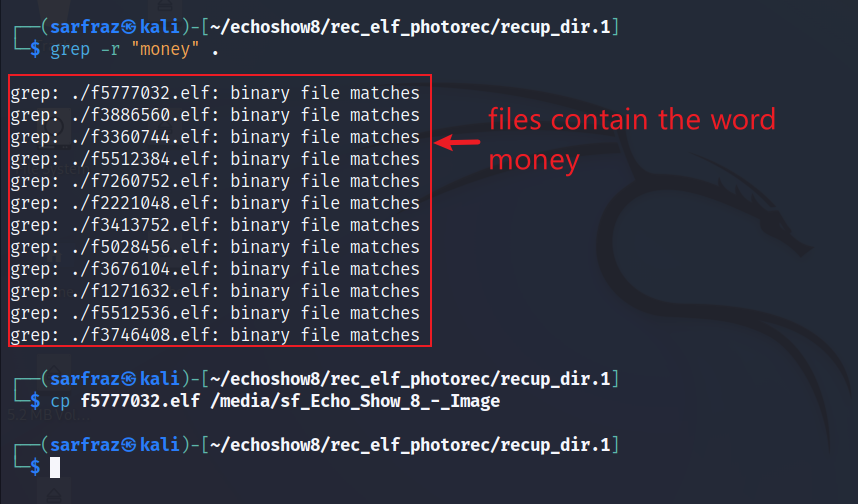 ┌──(sarfraz㉿kali)-[~/echoshow8/rec_elf_photorec/recup_dir.1]
└─$ grep -r "money" .
grep: ./f5777032.elf: binary file matches
grep: ./f3886560.elf: binary file matches
grep: ./f3360744.elf: binary file matches
grep: ./f5512384.elf: binary file matches
grep: ./f7260752.elf: binary file matches
grep: ./f2221048.elf: binary file matches
grep: ./f3413752.elf: binary file matches
grep: ./f5028456.elf: binary file matches
grep: ./f3676104.elf: binary file matches
grep: ./f1271632.elf: binary file matches
grep: ./f5512536.elf: binary file matches
grep: ./f3746408.elf: binary file matches
files contain the word
money
┌──(sarfraz㉿kali)-[~/echoshow8/rec_elf_photorec/recup_dir.1]
└─$ cp f5777032.elf /media/sf_Echo_Show_8_-_Image
┌──(sarfraz㉿kali)-[~/echoshow8/rec_elf_photorec/recup_dir.1]
└─$